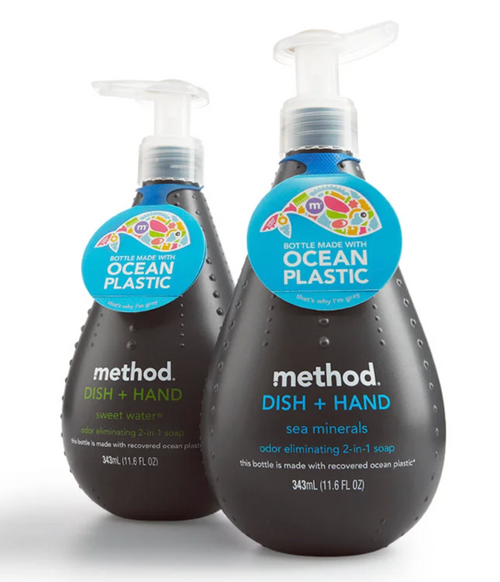 m
BOTTLE MADE WITH
OCEAN
PLASTIC
that's why I'm gray
method.
DISH + HAND
sweet water
odor eliminating 2-in-1 soap
this bottle is made with recovered ocean plasti
343mL (11.6 FL OZ)
m
BOTTLE MADE WITH
OCEAN
PLASTIC
that's why I'm gray
method.
DISH + HAND
sea minerals
odor eliminating 2-in-1 soap
this bottle is made with recovered ocean plastic*
343mL (11.6 FL OZ)